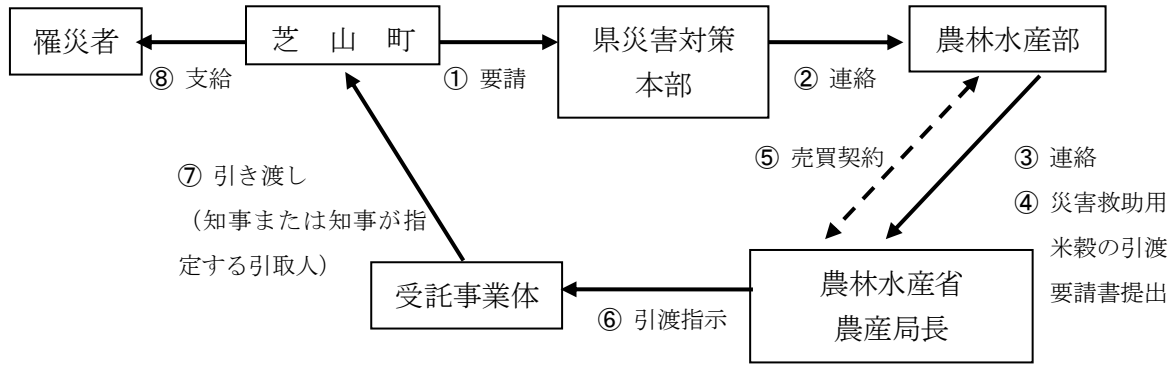 罹災者
芝 山 町
県災害対策
本部
農林水産部
⑧ 支給
① 要請
② 連絡
⑤ 売買契約
③ 連絡
④ 災害救助用
米穀の引渡
要請書提出
⑦ 引き渡し
（知事または知事が指
定する引取人）
受託事業体
⑥ 引渡指示
農林水産省
農産局長